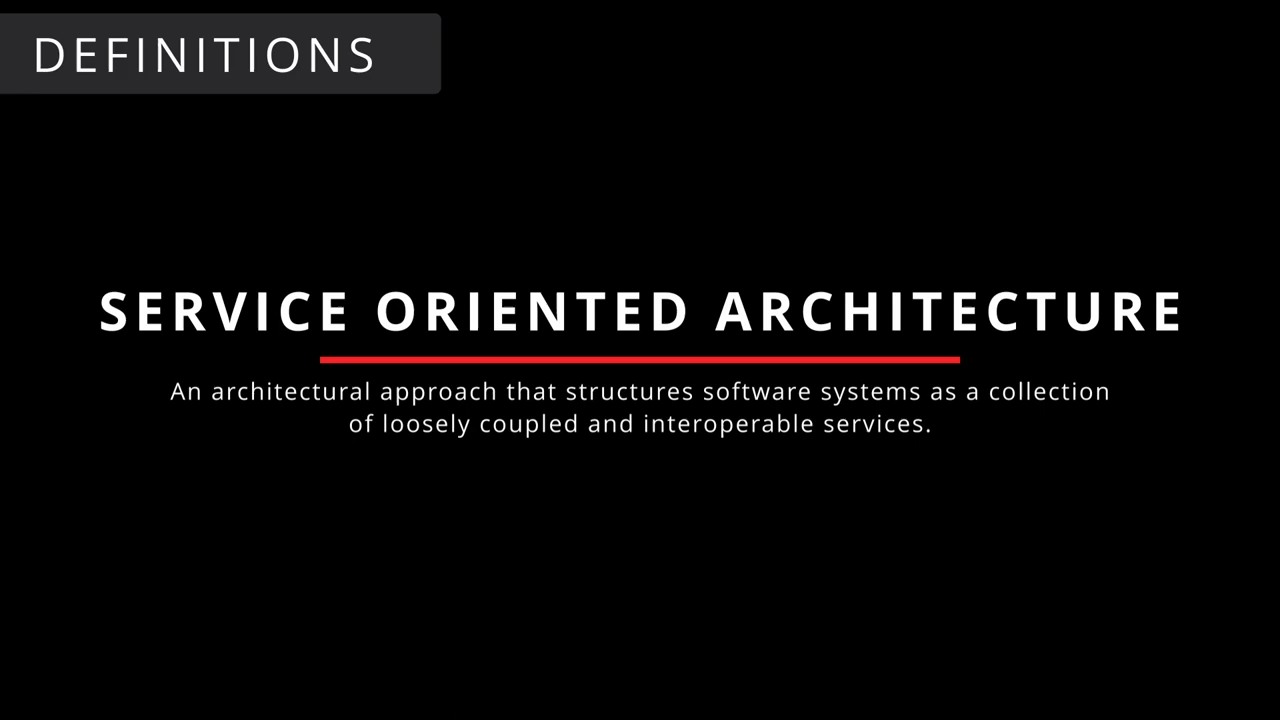 DEFINITIONS
SERVICE ORIENTED ARCHITECTURE
An architectural approach that structures software systems as a collection
of loosely coupled and interoperable services.